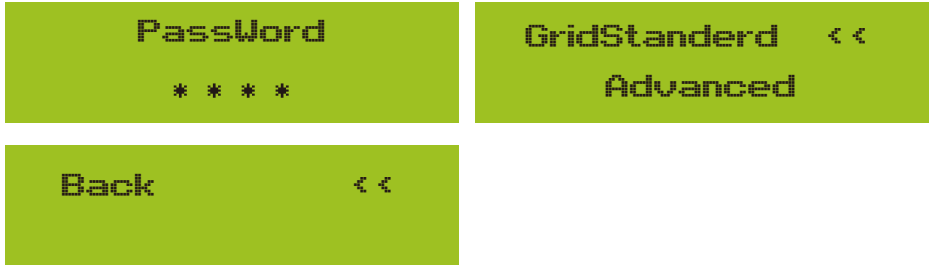 PassWord
* * * *
GridStanderd < <
Advanced
Back < <